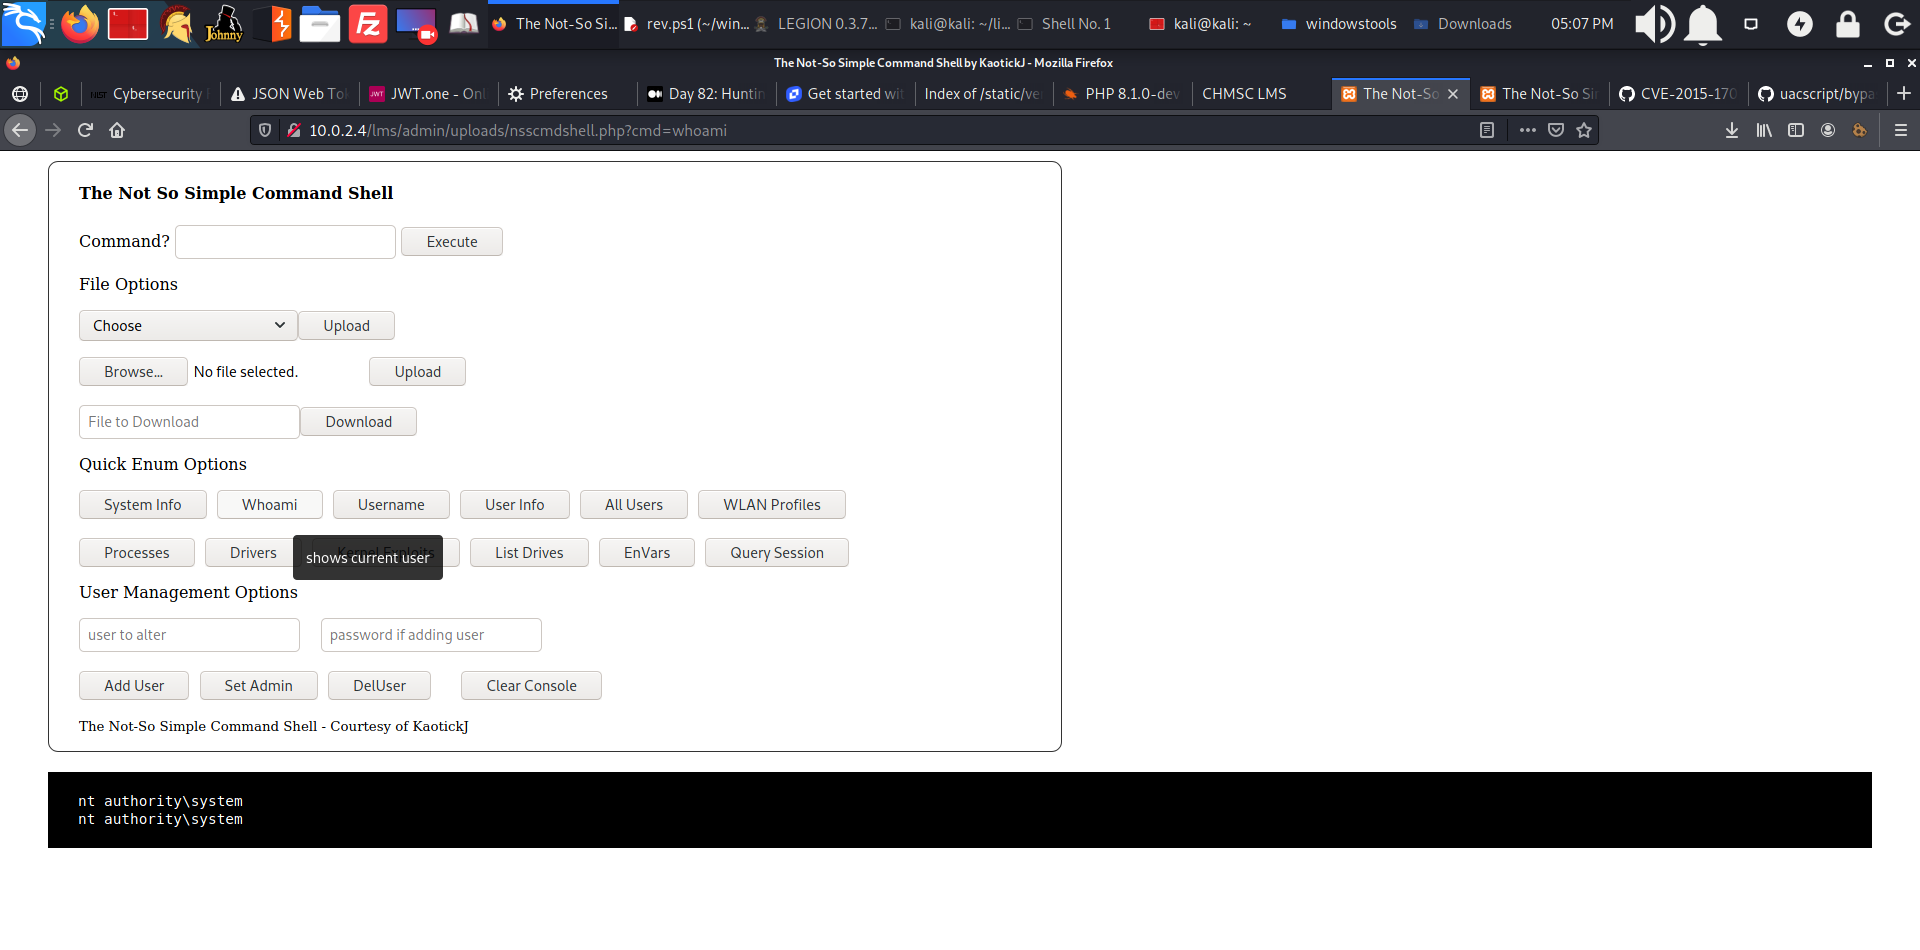 The Not-So Si... rev.ps1 (~/win... LEGION 0.3.7... kali@kali: ~/li... Shell No. 1 kali@kali: ~ windowstools Downloads 05:07 PM
The Not-So Simple Command Shell by KaotickJ - Mozilla Firefox
Cybersecurity JSON Web To JWT.one - Onl Preferences Day 82: Huntin Get started wit Index of /static/ve PHP 8.1.0-dev CHMSC LMS The Not-So The Not-So Si CVE-2015-170 uacscript/bypa
10.0.2.4/lms/admin/uploads/nsscmdshell.php?cmd=whoami
The Not So Simple Command Shell
Command? Execute
File Options
Choose Upload
Browse... No file selected. Upload
File to Download Download
Quick Enum Options
System Info Whoami Username User Info All Users WLAN Profiles
Processes Drivers Kernel Exploits List Drives EnVars Query Session
shows current user
User Management Options
user to alter password if adding user
Add User Set Admin DelUser Clear Console
The Not-So Simple Command Shell - Courtesy of KaotickJ
nt authority\system
nt authority\system